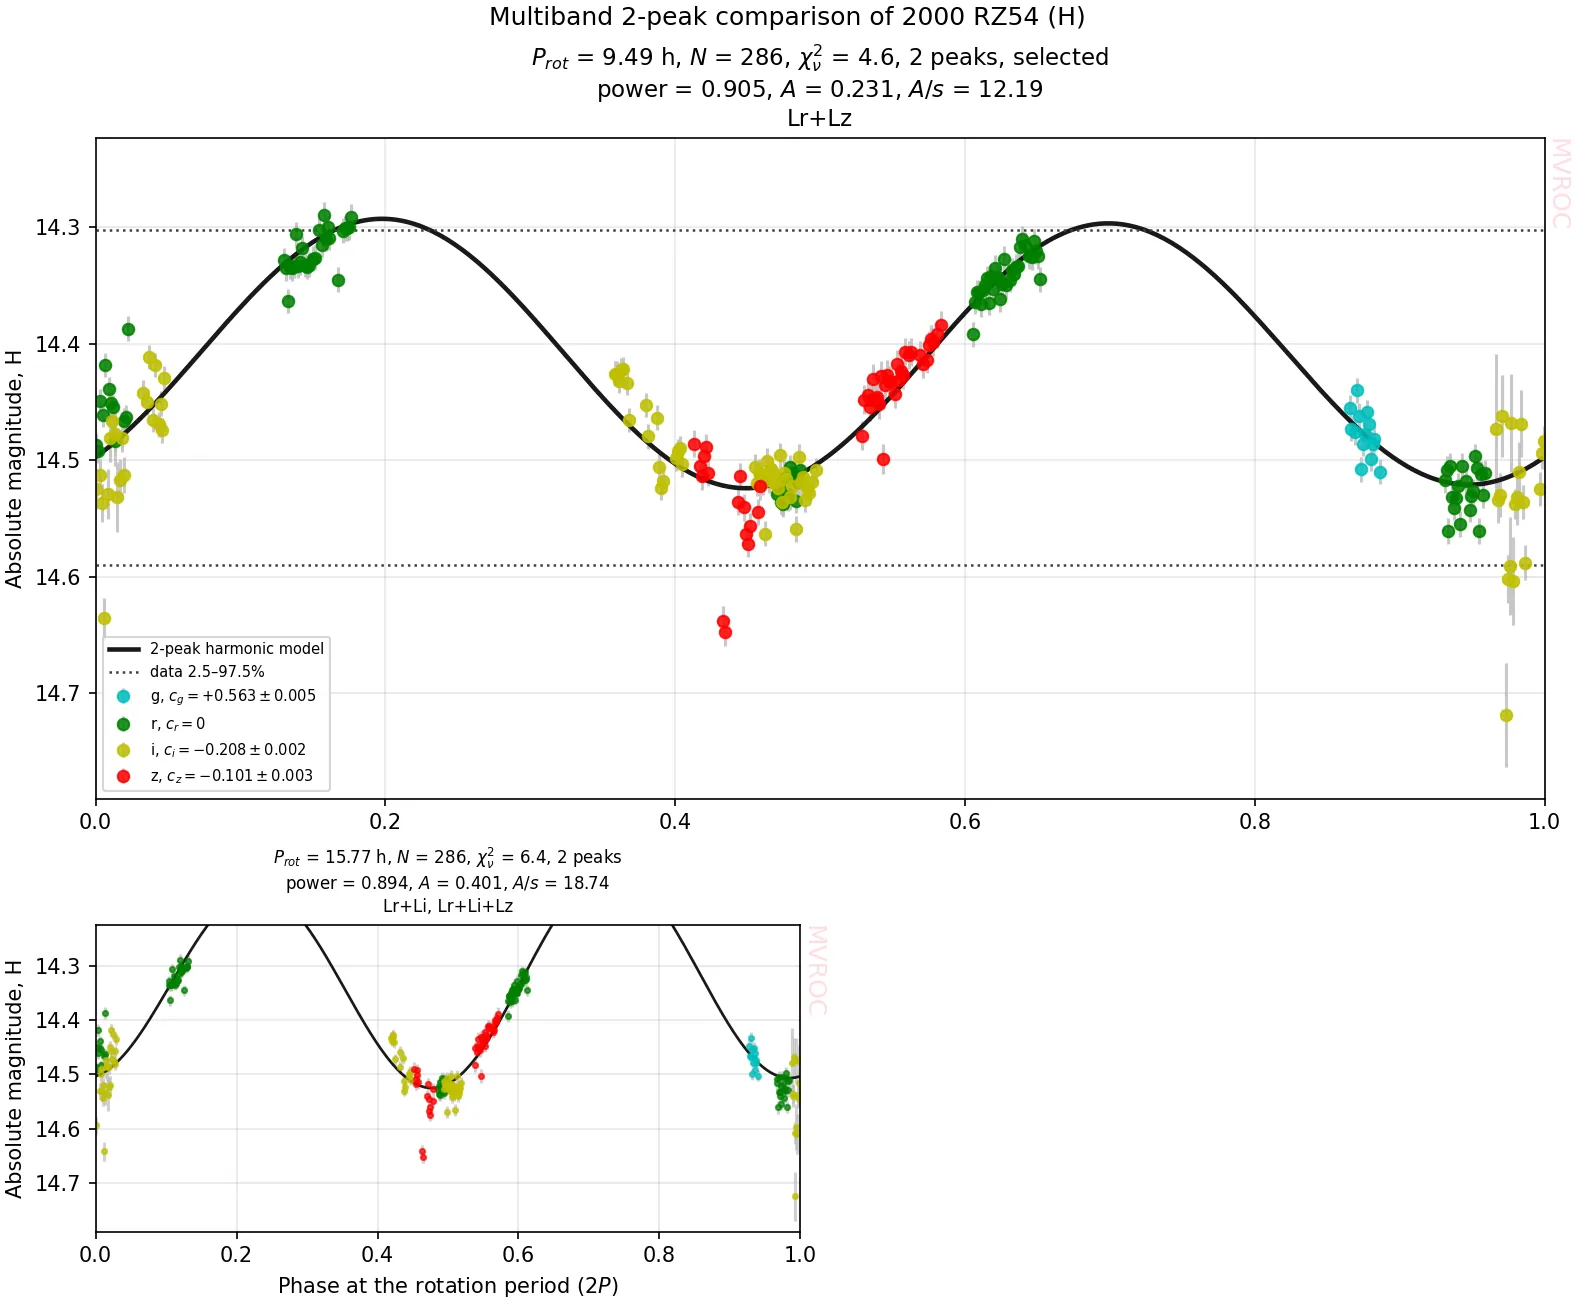 Multiband 2-peak comparison of 2000 RZ54 (H)
P_rot = 9.49 h, N = 286, χ²_ν = 4.6, 2 peaks, selected
power = 0.905, A = 0.231, A/s = 12.19
Lr+Lz
MVROC
Absolute magnitude, H
14.3
14.4
14.5
14.6
14.7
2-peak harmonic model
data 2.5–97.5%
g, c_g = +0.563 ± 0.005
r, c_r = 0
i, c_i = −0.208 ± 0.002
z, c_z = −0.101 ± 0.003
0.0 0.2 0.4 0.6 0.8 1.0
P_rot = 15.77 h, N = 286, χ²_ν = 6.4, 2 peaks
power = 0.894, A = 0.401, A/s = 18.74
Lr+Li, Lr+Li+Lz
MVROC
Absolute magnitude, H
14.3
14.4
14.5
14.6
14.7
0.0 0.2 0.4 0.6 0.8 1.0
Phase at the rotation period (2P)